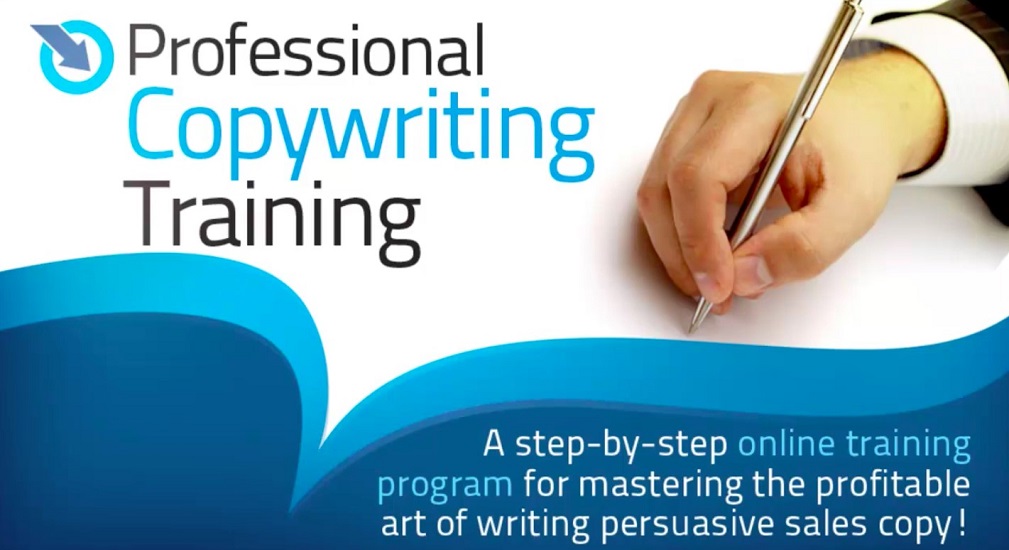 Professional
Copywriting
Training
A step-by-step online training
program for mastering the profitable
art of writing persuasive sales copy!